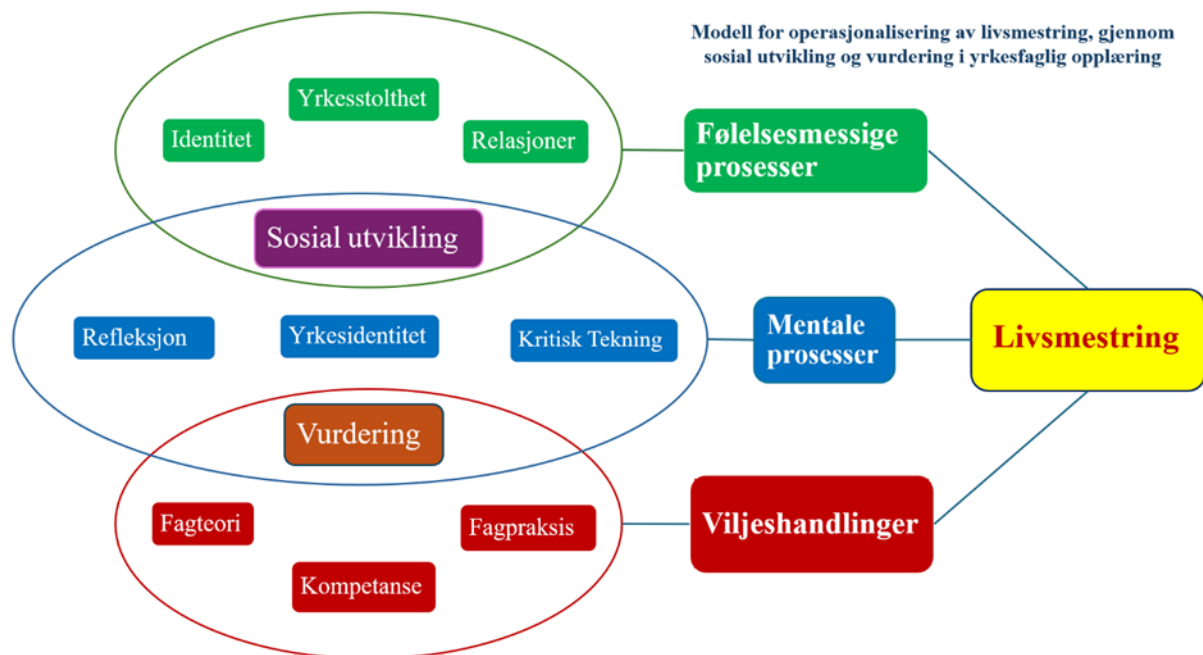 Modell for operasjonalisering av livsmestring, gjennom
sosial utvikling og vurdering i yrkesfaglig opplæring
Yrkesstolthet
Identitet
Relasjoner
Følelsesmessige
prosesser
Sosial utvikling
Refleksjon
Yrkesidentitet
Kritisk Tekning
Mentale
prosesser
Livsmestring
Vurdering
Fagteori
Fagpraksis
Kompetanse
Viljeshandlinger